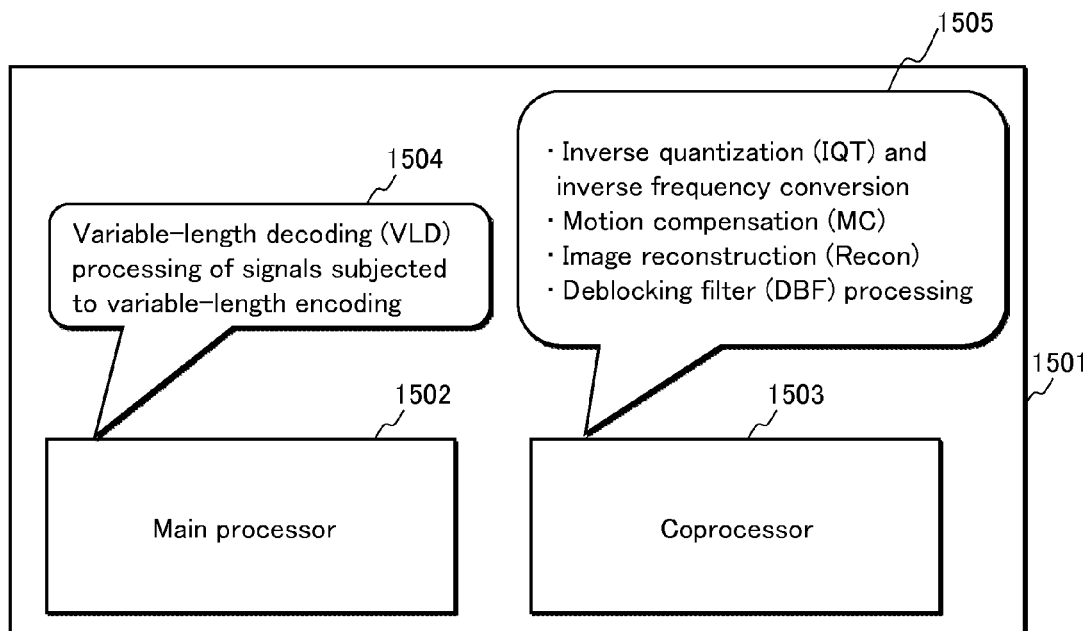 1505
1504
· Inverse quantization (IQT) and
inverse frequency conversion
· Motion compensation (MC)
· Image reconstruction (Recon)
· Deblocking filter (DBF) processing
Variable-length decoding (VLD)
processing of signals subjected
to variable-length encoding
1501
1502
1503
Main processor
Coprocessor